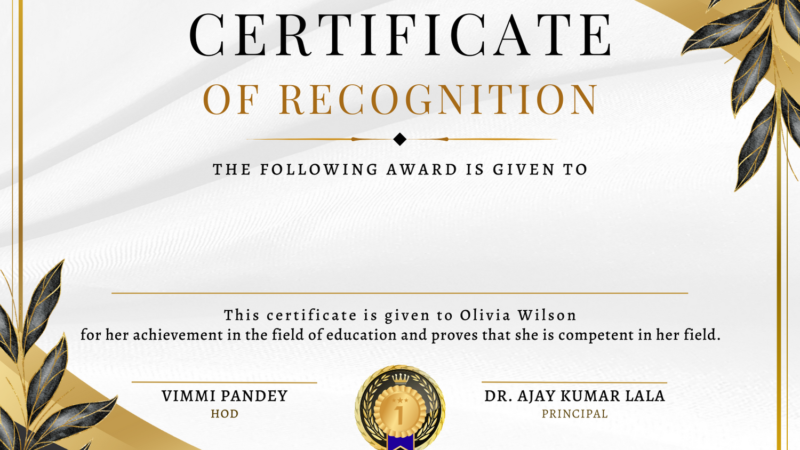 CERTIFICATE
OF RECOGNITION
THE FOLLOWING AWARD IS GIVEN TO
This certificate is given to Olivia Wilson
for her achievement in the field of education and proves that she is competent in her field.
VIMMI PANDEY
HOD
1
DR. AJAY KUMAR LALA
PRINCIPAL